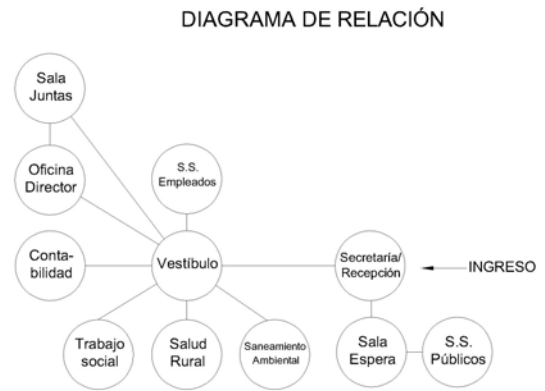 DIAGRAMA DE RELACIÓN
Sala
Juntas
Oficina
Director
S.S.
Empleados
Conta-
bilidad
Vestíbulo
Secretaría/
Recepción
INGRESO
Trabajo
social
Salud
Rural
Saneamiento
Ambiental
Sala
Espera
S.S.
Públicos